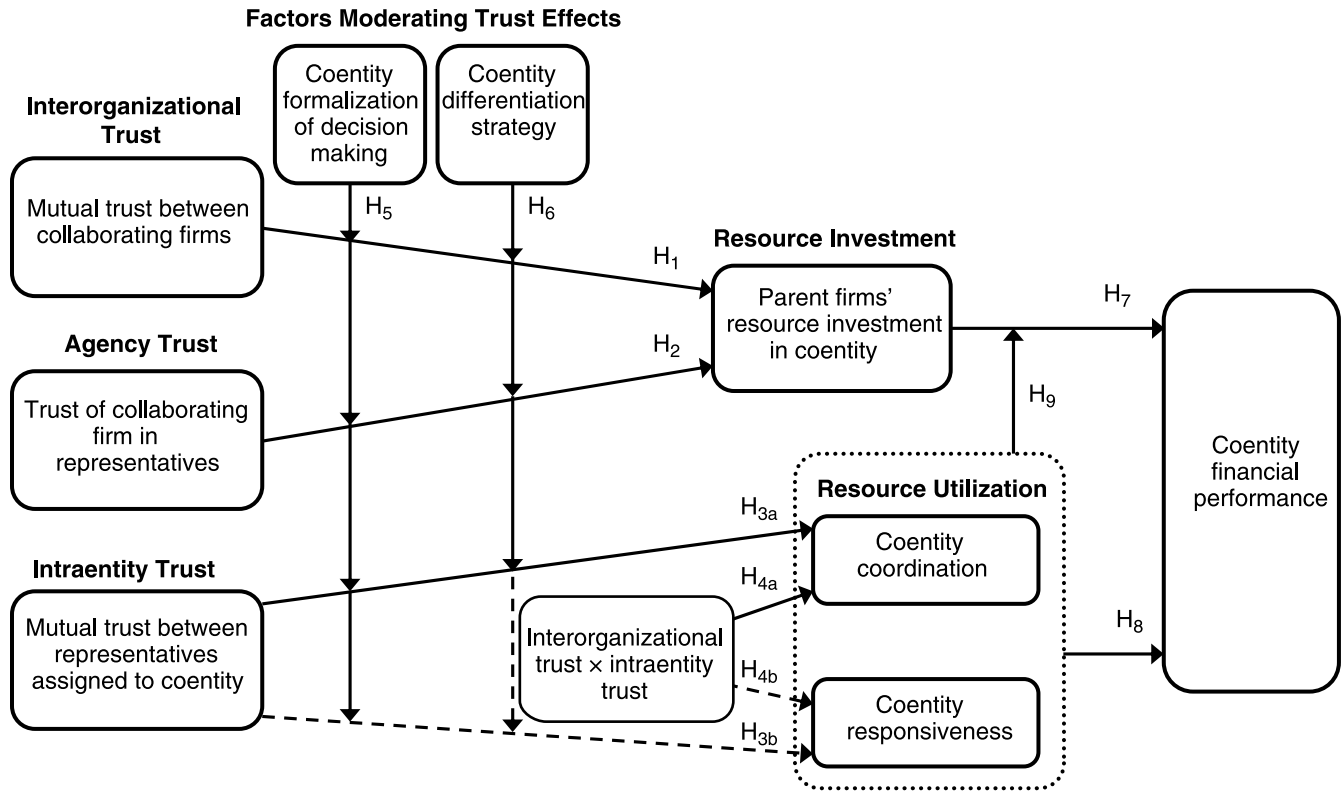 Factors Moderating Trust Effects
Coentity
formalization
of decision
making
Coentity
differentiation
strategy
H5
H6
Interorganizational
Trust
Mutual trust between
collaborating firms
Agency Trust
Trust of collaborating
firm in
representatives
Intraentity Trust
Mutual trust between
representatives
assigned to coentity
H1
H2
Resource Investment
Parent firms’
resource investment
in coentity
H7
H9
H3a
H4a
H4b
H3b
Interorganizational
trust × intraentity
trust
Resource Utilization
Coentity
coordination
Coentity
responsiveness
H8
Coentity
financial
performance